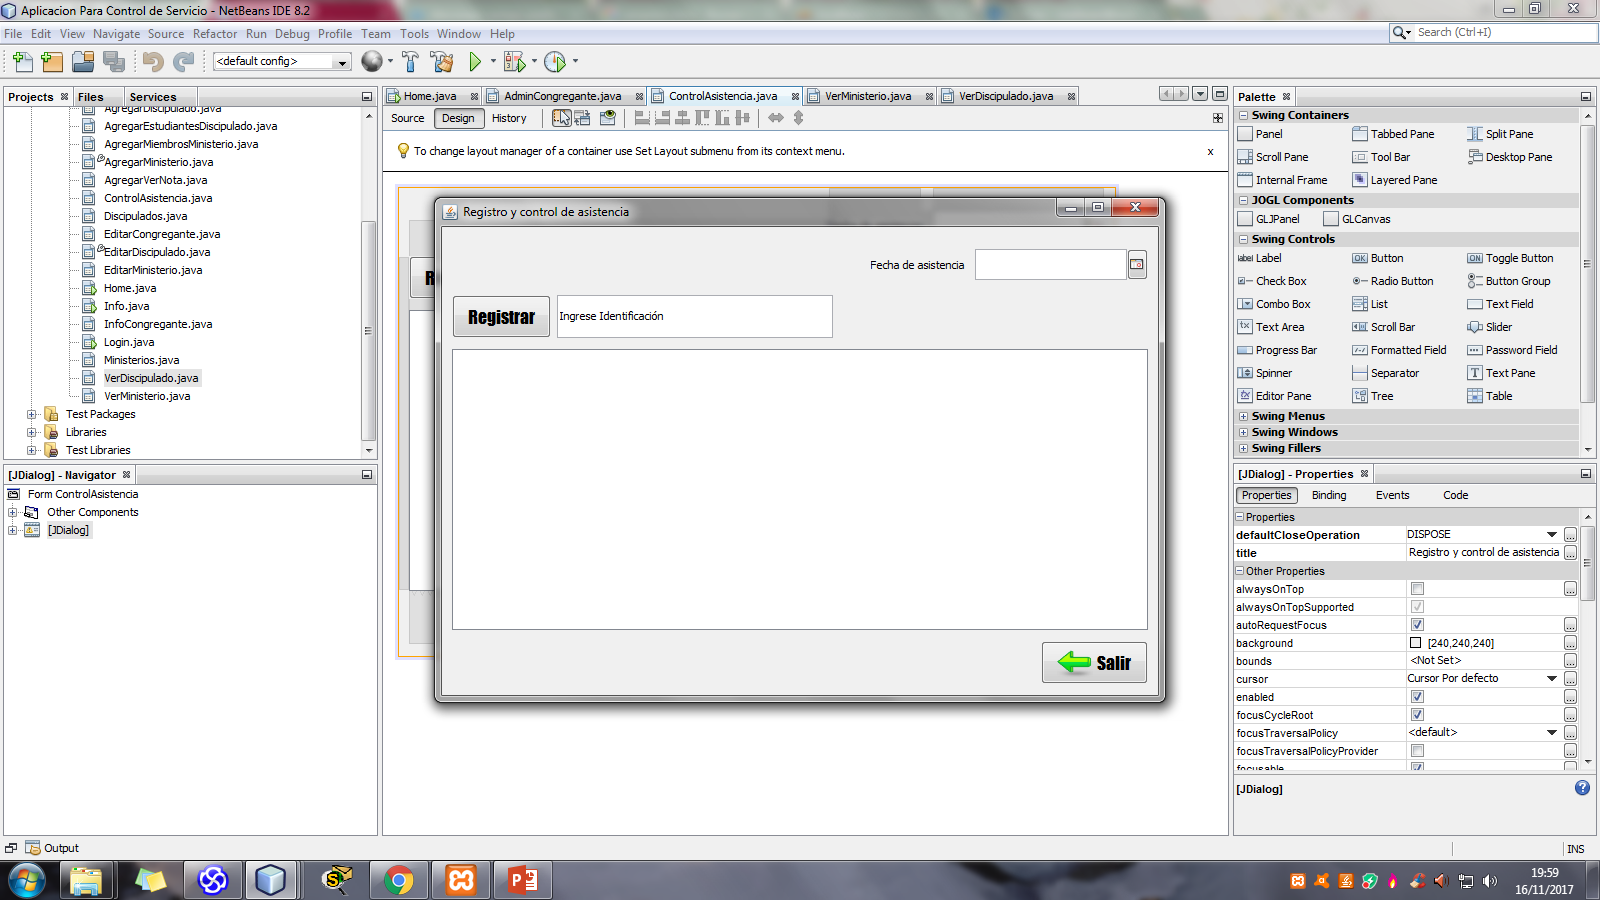 Aplicacion Para Control de Servicio - NetBeans IDE 8.2
File Edit View Navigate Source Refactor Run Debug Profile Team Tools Window Help
Search (Ctrl+I)
<default config>
Projects Files Services
AgregarDiscipulado.java
AgregarEstudiantesDiscipulado.java
AgregarMiembrosMinisterio.java
AgregarMinisterio.java
AgregarVerNota.java
ControlAsistencia.java
Discipulados.java
EditarCongregante.java
EditarDiscipulado.java
EditarMinisterio.java
Home.java
Info.java
InfoCongregante.java
Login.java
Ministerios.java
VerDiscipulado.java
VerMinisterio.java
Test Packages
Libraries
Test Libraries
[JDialog] - Navigator
Form ControlAsistencia
Other Components
[JDialog]
Home.java AdminCongregante.java ControlAsistencia.java VerMinisterio.java VerDiscipulado.java
Source Design History
To change layout manager of a container use Set Layout submenu from its context menu.
x
Registro y control de asistencia
Fecha de asistencia
Registrar
Ingrese Identificación
Salir
Palette
Swing Containers
Panel Tabbed Pane Split Pane
Scroll Pane Tool Bar Desktop Pane
Internal Frame Layered Pane
JOGL Components
GLJPanel GLCanvas
Swing Controls
Label Button Toggle Button
Check Box Radio Button Button Group
Combo Box List Text Field
Text Area Scroll Bar Slider
Progress Bar Formatted Field Password Field
Spinner Separator Text Pane
Editor Pane Tree Table
Swing Menus
Swing Windows
Swing Fillers
[JDialog] - Properties
Properties Binding Events Code
Properties
defaultCloseOperation DISPOSE
title Registro y control de asistencia
Other Properties
alwaysOnTop
alwaysOnTopSupported
autoRequestFocus
background [240,240,240]
bounds <Not Set>
cursor Cursor Por defecto
enabled
focusCycleRoot
focusTraversalPolicy <default>
focusTraversalPolicyProvider
focusable
[JDialog]
Output
INS
19:59
16/11/2017